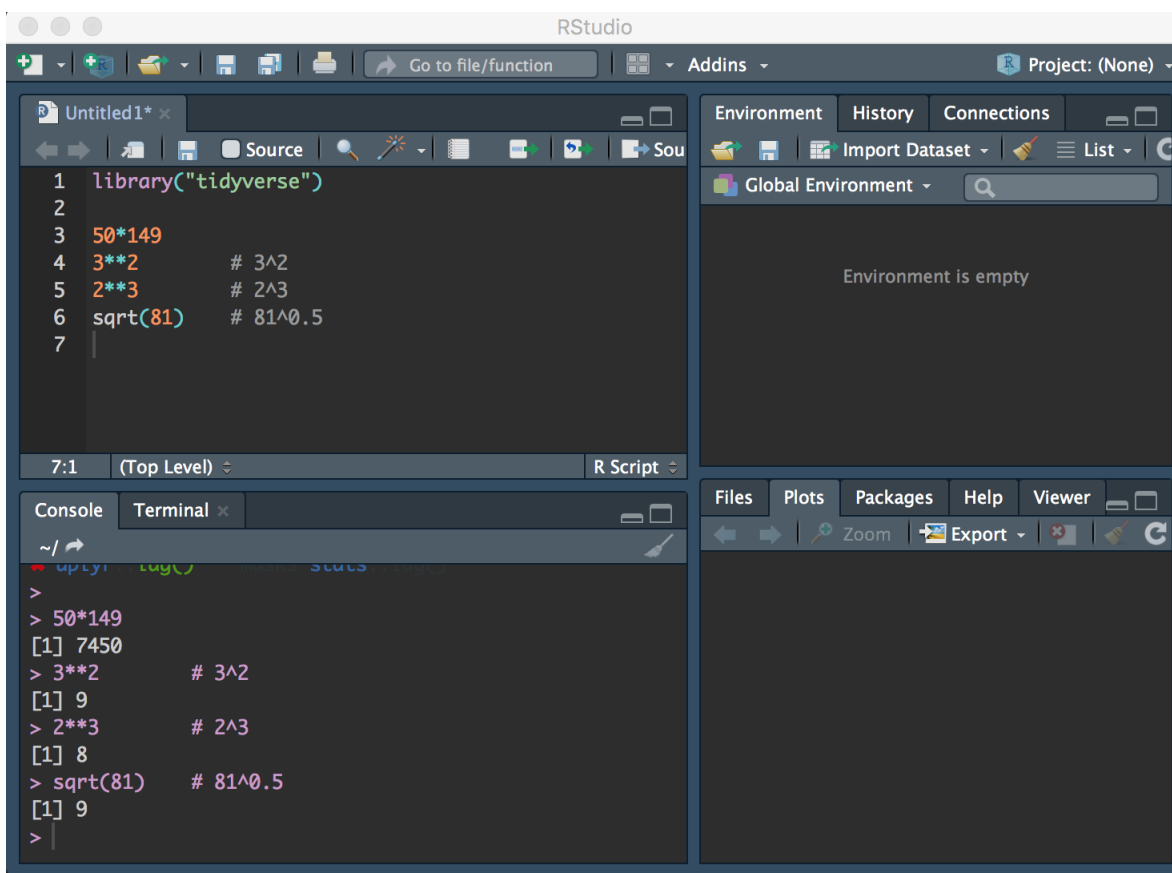 RStudio
Go to file/function Addins Project: (None)
Untitled1*
Source Sou
1 library("tidyverse")
2
3 50*149
4 3**2 # 3^2
5 2**3 # 2^3
6 sqrt(81) # 81^0.5
7
7:1 (Top Level) R Script
Console Terminal
~/
>
> 50*149
[1] 7450
> 3**2 # 3^2
[1] 9
> 2**3 # 2^3
[1] 8
> sqrt(81) # 81^0.5
[1] 9
>
Environment History Connections
Import Dataset List
Global Environment
Environment is empty
Files Plots Packages Help Viewer
Zoom Export